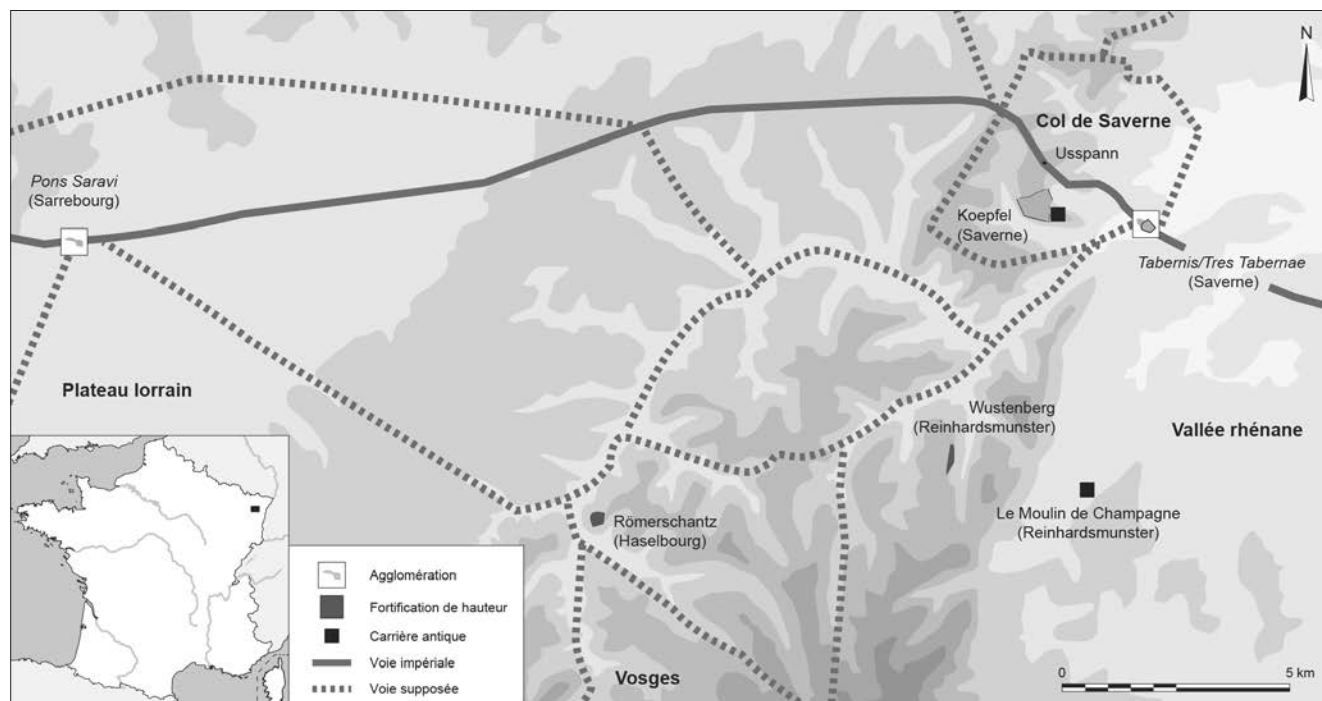 N
Col de Saverne
Usspann
Pons Saravi
(Sarrebourg)
Koepfel
(Saverne)
Tabernis/Tres Tabernae
(Saverne)
Plateau lorrain
Wustenberg
(Reinhardsmunster)
Vallée rhénane
Le Moulin de Champagne
(Reinhardsmunster)
Römerschantz
(Haselbourg)
Agglomération
Fortification de hauteur
Carrière antique
Voie impériale
Voie supposée
Vosges
0
5 km